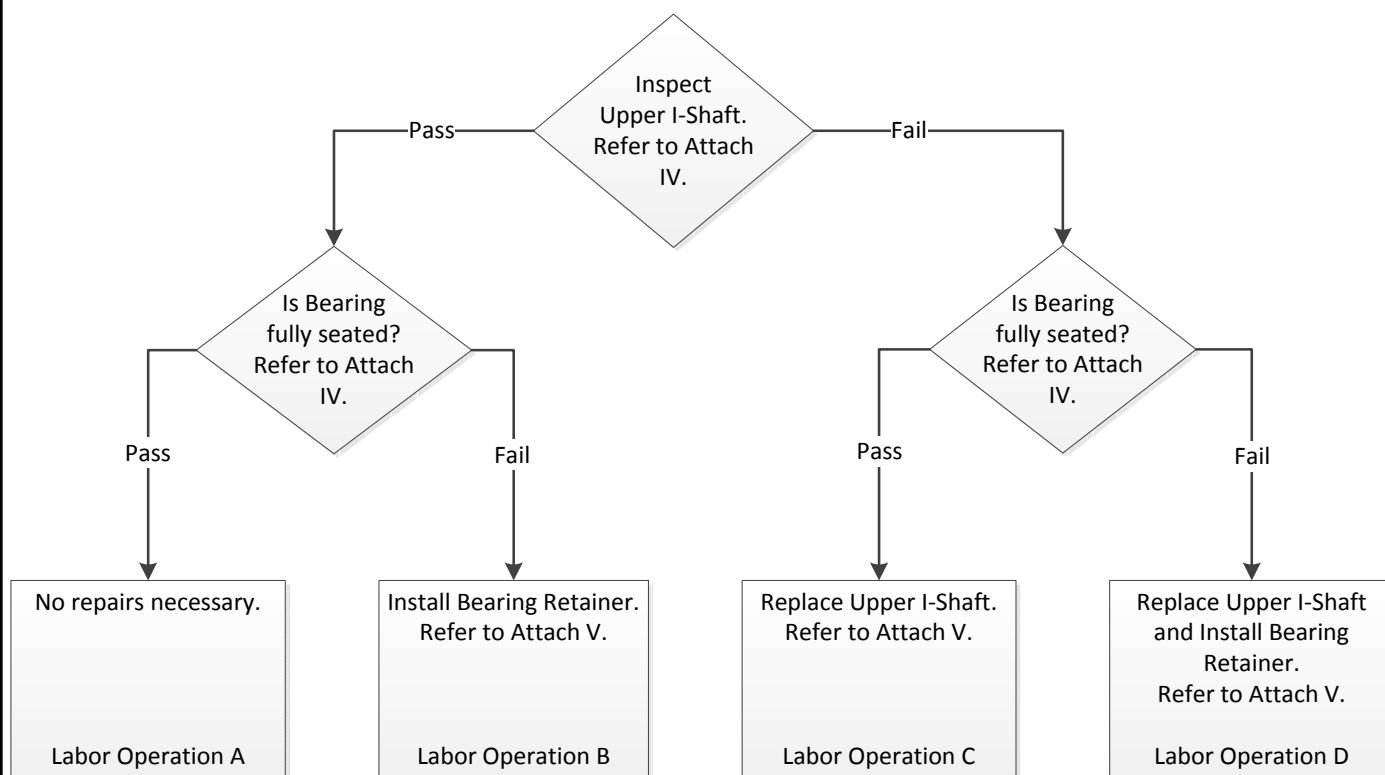 Inspect
Upper I-Shaft.
Refer to Attach
IV.
Pass
Fail
Is Bearing
fully seated?
Refer to Attach
IV.
Is Bearing
fully seated?
Refer to Attach
IV.
Pass
Fail
Pass
Fail
No repairs necessary.
Labor Operation A
Install Bearing Retainer.
Refer to Attach V.
Labor Operation B
Replace Upper I-Shaft.
Refer to Attach V.
Labor Operation C
Replace Upper I-Shaft
and Install Bearing
Retainer.
Refer to Attach V.
Labor Operation D